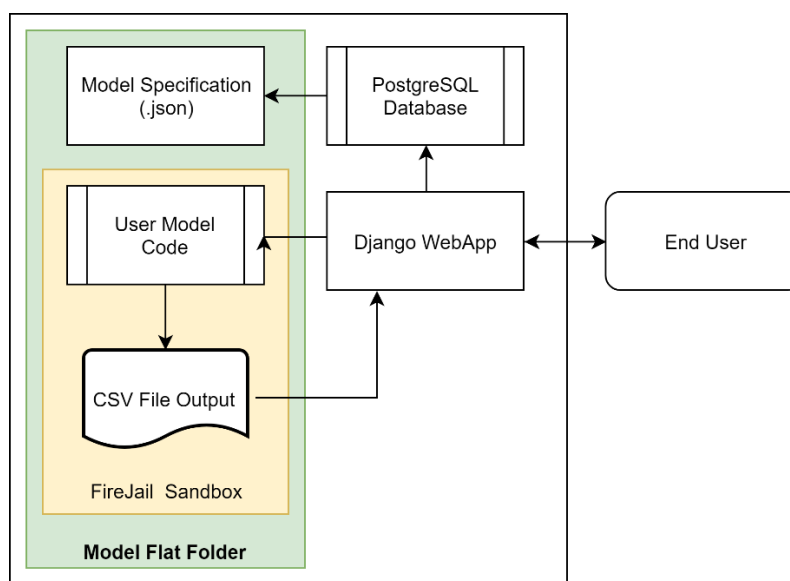 Model Specification
(.json)
PostgreSQL
Database
User Model
Code
Django WebApp
End User
CSV File Output
FireJail Sandbox
Model Flat Folder